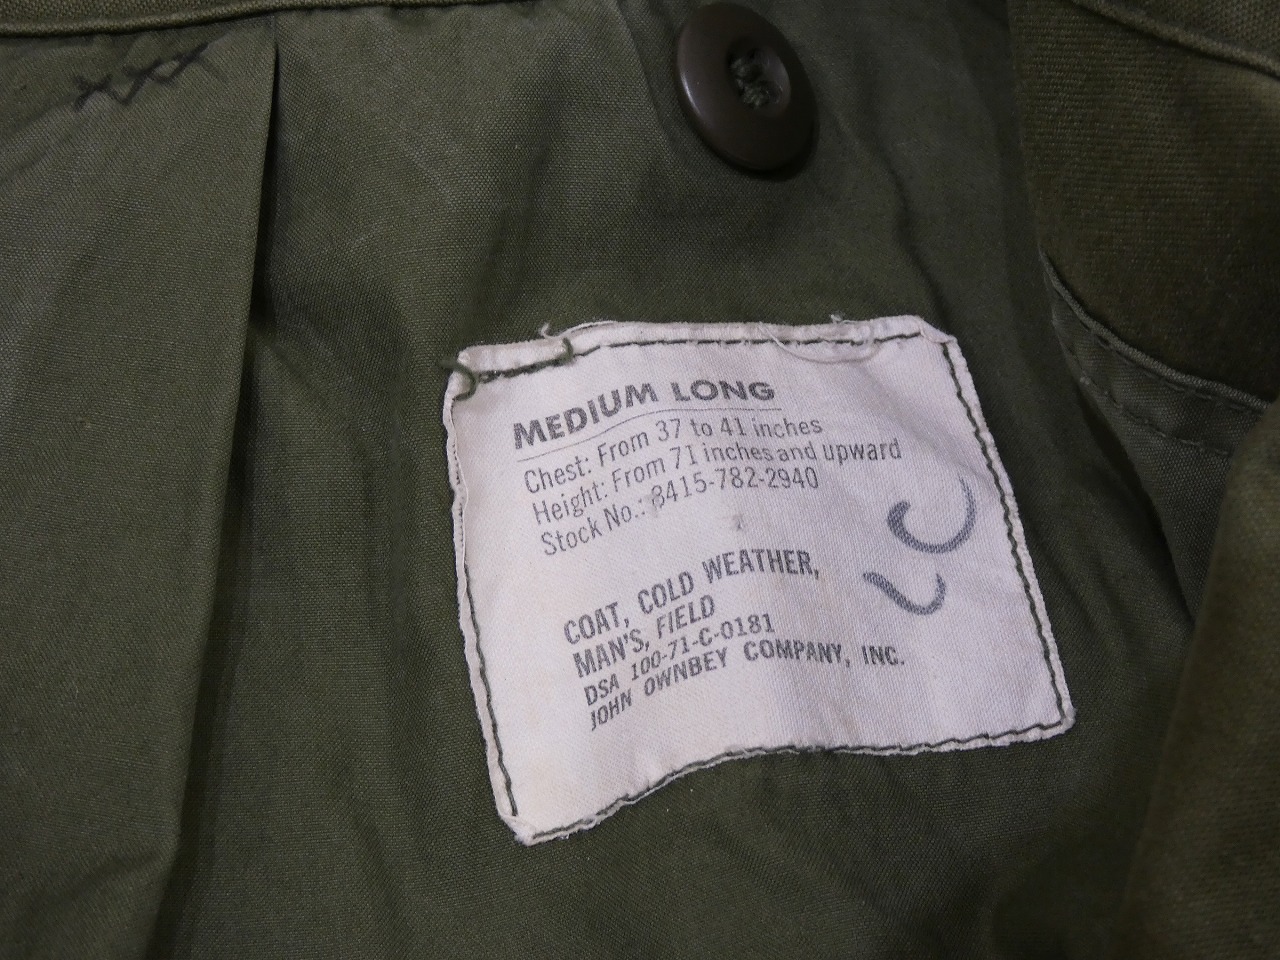 XXX
MEDIUM LONG
Chest: From 37 to 41 inches
Height: From 71 inches and upward
Stock No.: 8415-782-2940
COAT, COLD WEATHER,
MAN'S, FIELD
DSA 100-71-C-0181
JOHN OWNBEY COMPANY, INC.